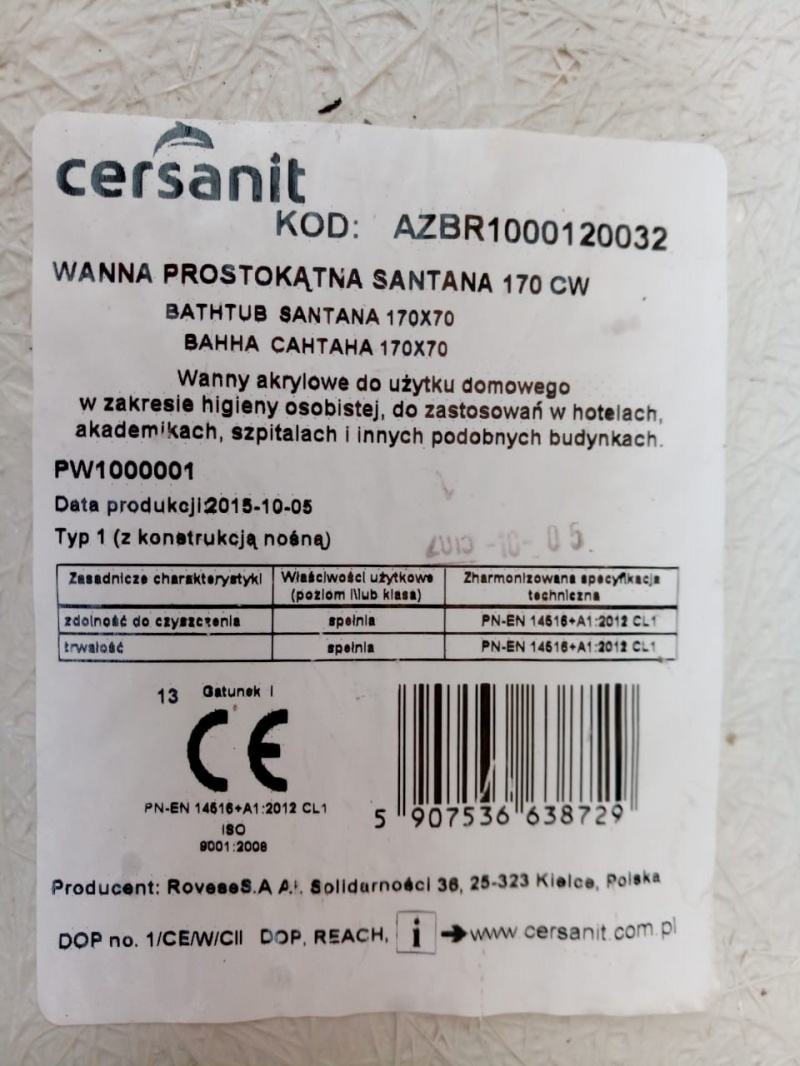 cersanit
KOD: AZBR1000120032
WANNA PROSTOKĄTNA SANTANA 170 CW
BATHTUB SANTANA 170X70
ВАННА САНТАНА 170X70
Wanny akrylowe do użytku domowego
w zakresie higieny osobistej, do zastosowań w hotelach,
akademikach, szpitalach i innych podobnych budynkach.
PW1000001
Data produkcji:2015-10-05
Typ 1 (z konstrukcją nośną)
2015-10-05.
Zasadnicze charakterystyki Właściwości użytkowe Zharmonizowana specyfikacja
(poziom i\lub klasa) techniczna
zdolność do czyszczenia spełnia PN-EN 14516+A1:2012 CL1
trwałość spełnia PN-EN 14516+A1:2012 CL1
13 Gatunek I
CE
PN-EN 14516+A1:2012 CL1
ISO
9001:2008
5 907536 638729
Producent: RoveseS.A Al. Solidarności 36, 25-323 Kielce, Polska
DOP no. 1/CE/W/CII DOP, REACH, i www cersanit.com.pl